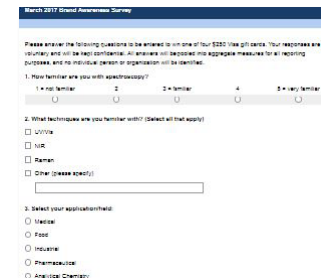 March 2017 Brand Awareness Survey
Please answer the following questions to be entered to win one of four $250 Visa gift cards. Your responses are
voluntary and will be kept confidential. All answers will be pooled into aggregate measures for all reporting
purposes, and no individual person or organization will be identified.
1. How familiar are you with spectroscopy?
1 = not familiar 2 3 = familiar 4 5 = very familiar
2. What techniques are you familiar with? (Select all that apply)
UV/Vis
NIR
Raman
Other (please specify)
3. Select your application/field:
Medical
Food
Industrial
Pharmaceutical
Analytical Chemistry